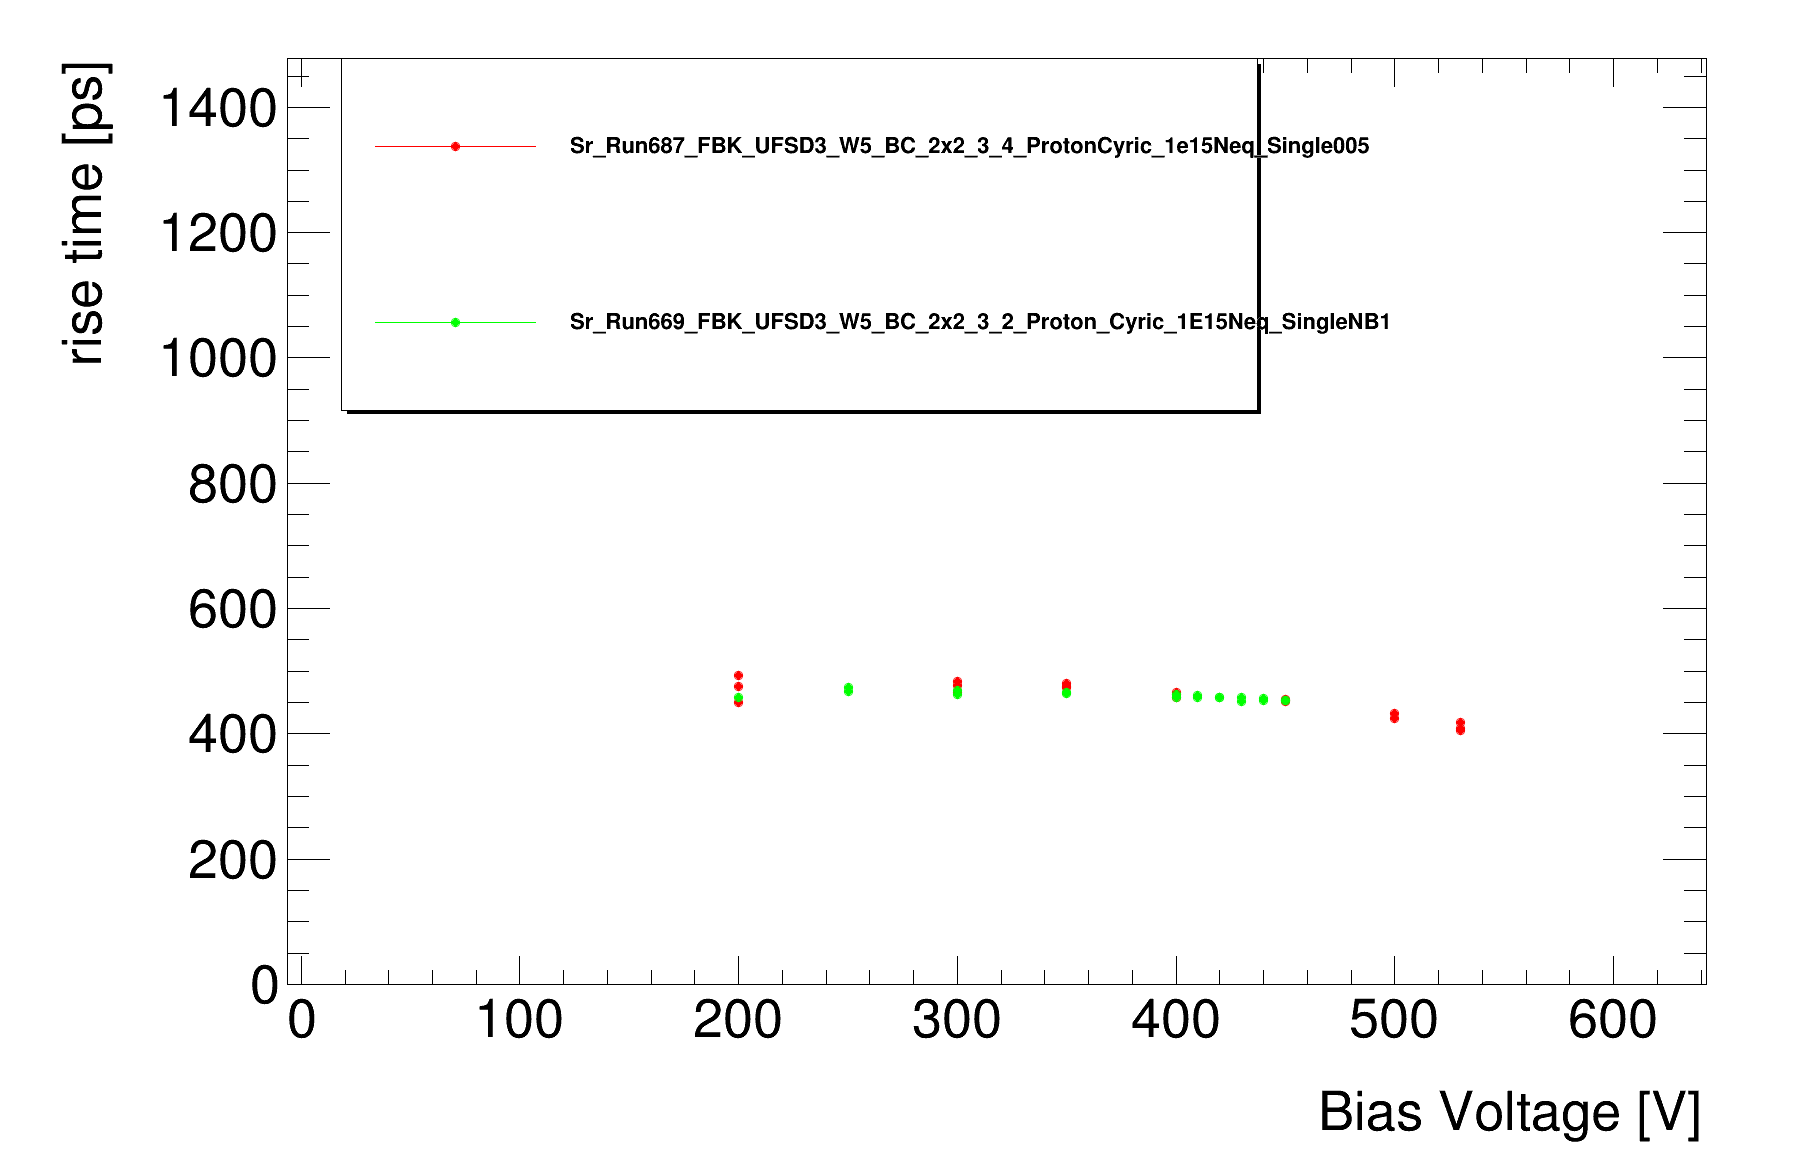 rise time [ps]
1400
1200
1000
800
600
400
200
0
Sr_Run687_FBK_UFSD3_W5_BC_2x2_3_4_ProtonCyric_1e15Neq_Single005
Sr_Run669_FBK_UFSD3_W5_BC_2x2_3_2_Proton_Cyric_1E15Neq_SingleNB1
0 100 200 300 400 500 600
Bias Voltage [V]